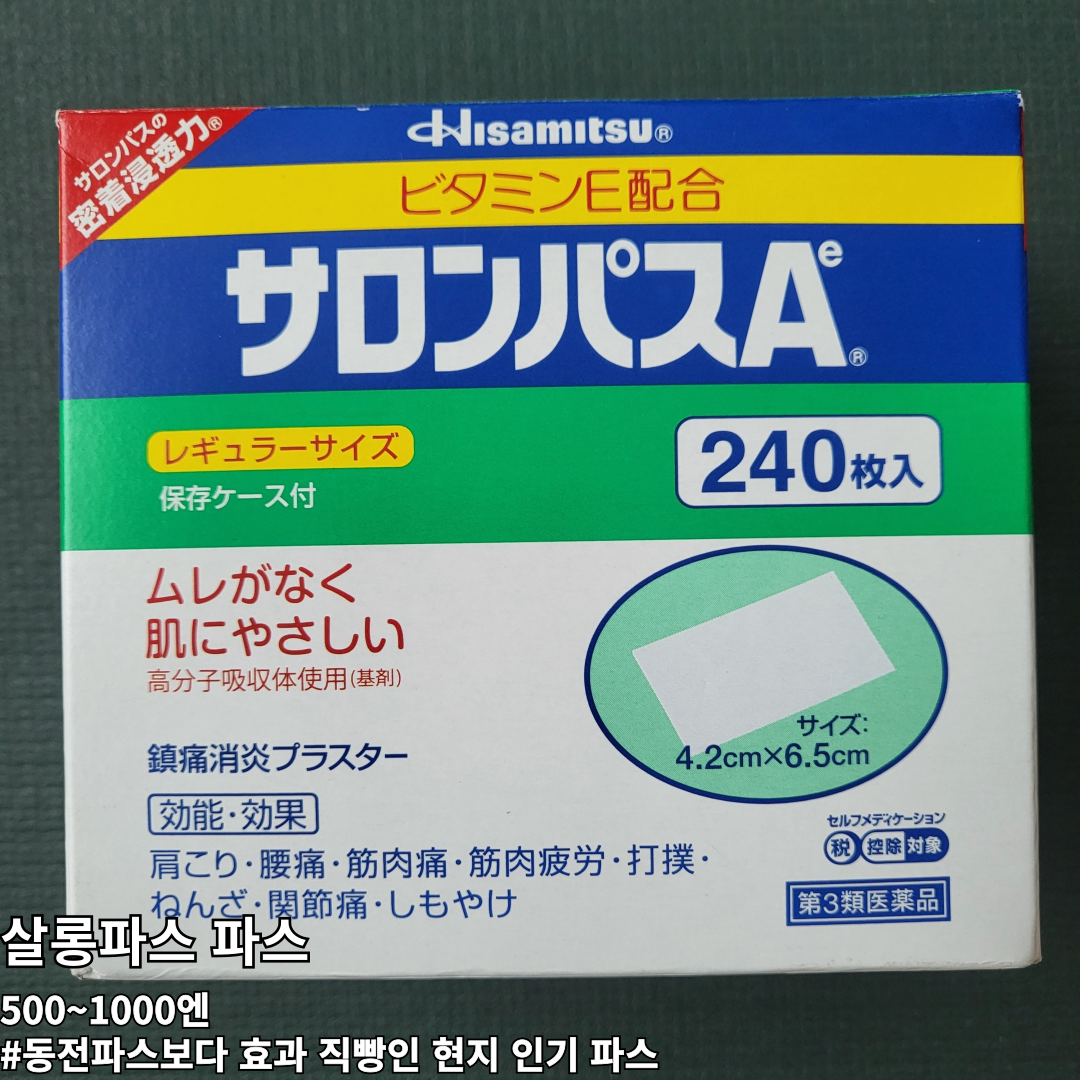 サロンパスの
密着浸透力®
Hisamitsu®
ビタミンE配合
サロンパスAe®
レギュラーサイズ
保存ケース付
240枚入
ムレがなく
肌にやさしい
高分子吸収体使用(基剤)
サイズ:
4.2cm×6.5cm
鎮痛消炎プラスター
効能・効果
肩こり・腰痛・筋肉痛・筋肉疲労・打撲・
ねんざ・関節痛・しもやけ
セルフメディケーション
税 控除 対象
第3類医薬品
살롱파스 파스
500~1000엔
#동전파스보다 효과 직빵인 현지 인기 파스